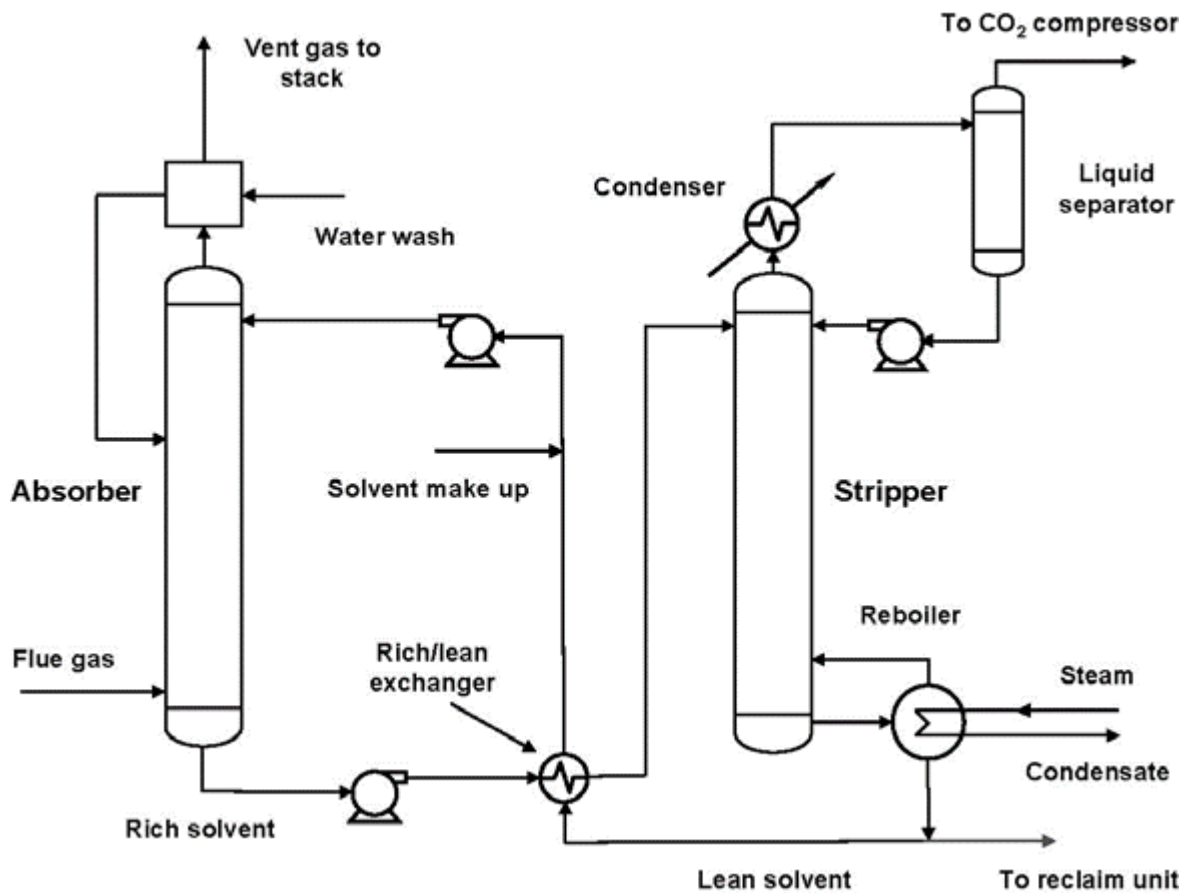 To CO₂ compressor
Vent gas to
stack
Condenser
Liquid
separator
Water wash
Absorber
Solvent make up
Stripper
Reboiler
Flue gas
Rich/lean
exchanger
Steam
Condensate
Rich solvent
Lean solvent
To reclaim unit